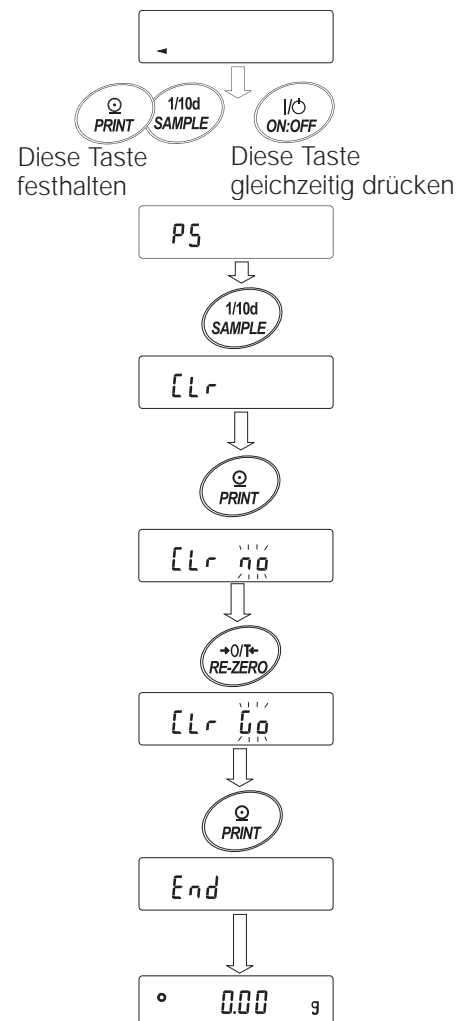 1/10d
I/⏻
PRINT
SAMPLE
ON:OFF
Diese Taste
festhalten
Diese Taste
gleichzeitig drücken
PS
1/10d
SAMPLE
CLr
PRINT
CLr no
→0/T←
RE-ZERO
CLr Go
PRINT
End
0.00 g